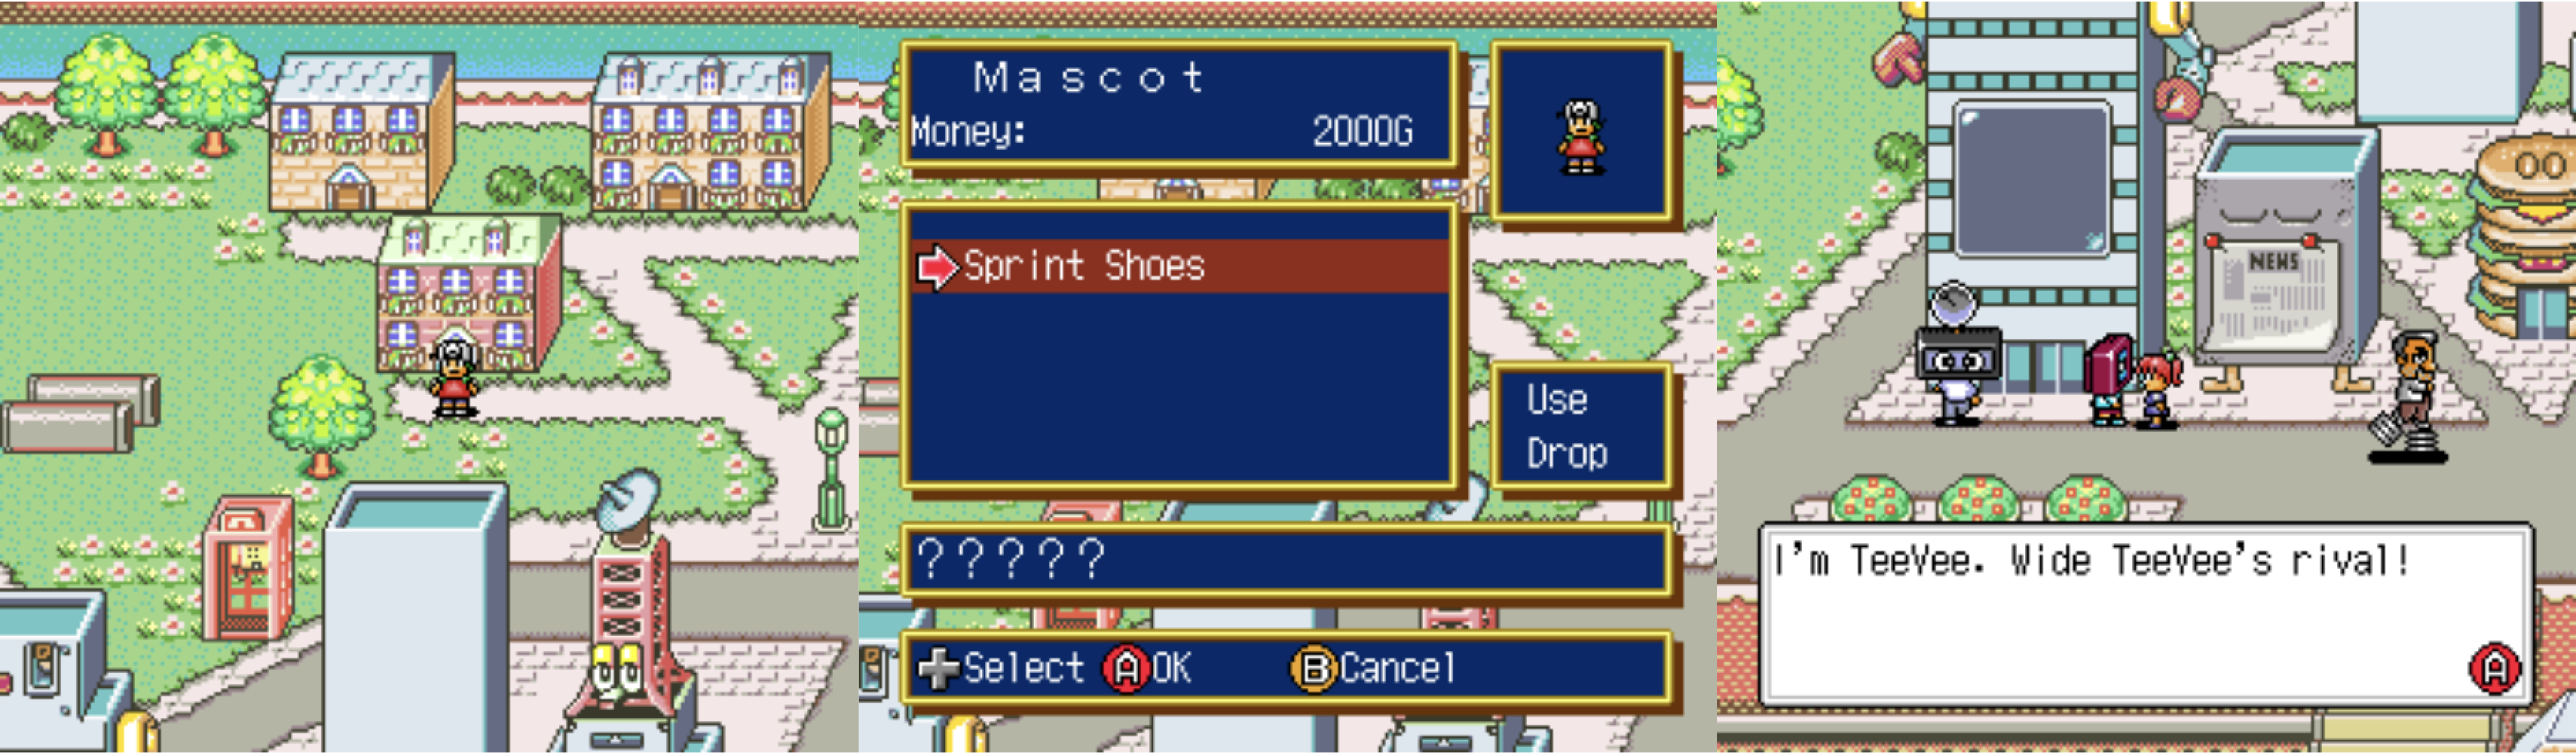 Mascot
Money: 2000G
Sprint Shoes
Use
Drop
?????
Select A OK B Cancel
NEWS
I'm TeeVee. Wide TeeVee's rival!
A